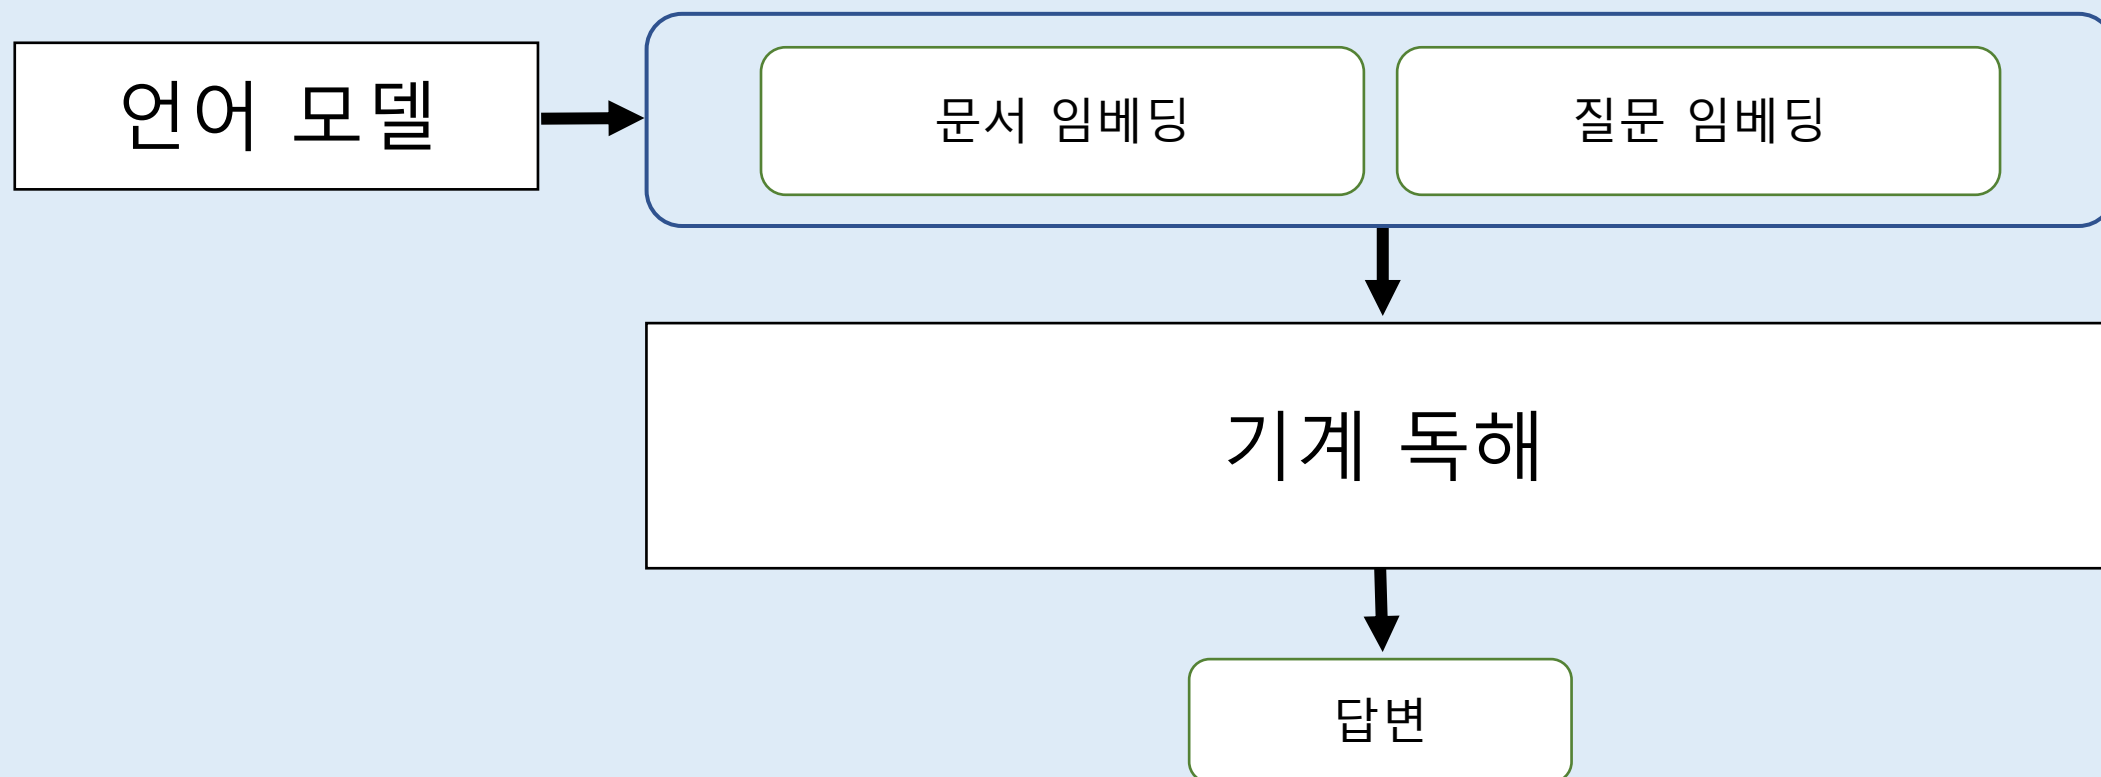 언어 모델
문서 임베딩
질문 임베딩
기계 독해
답변